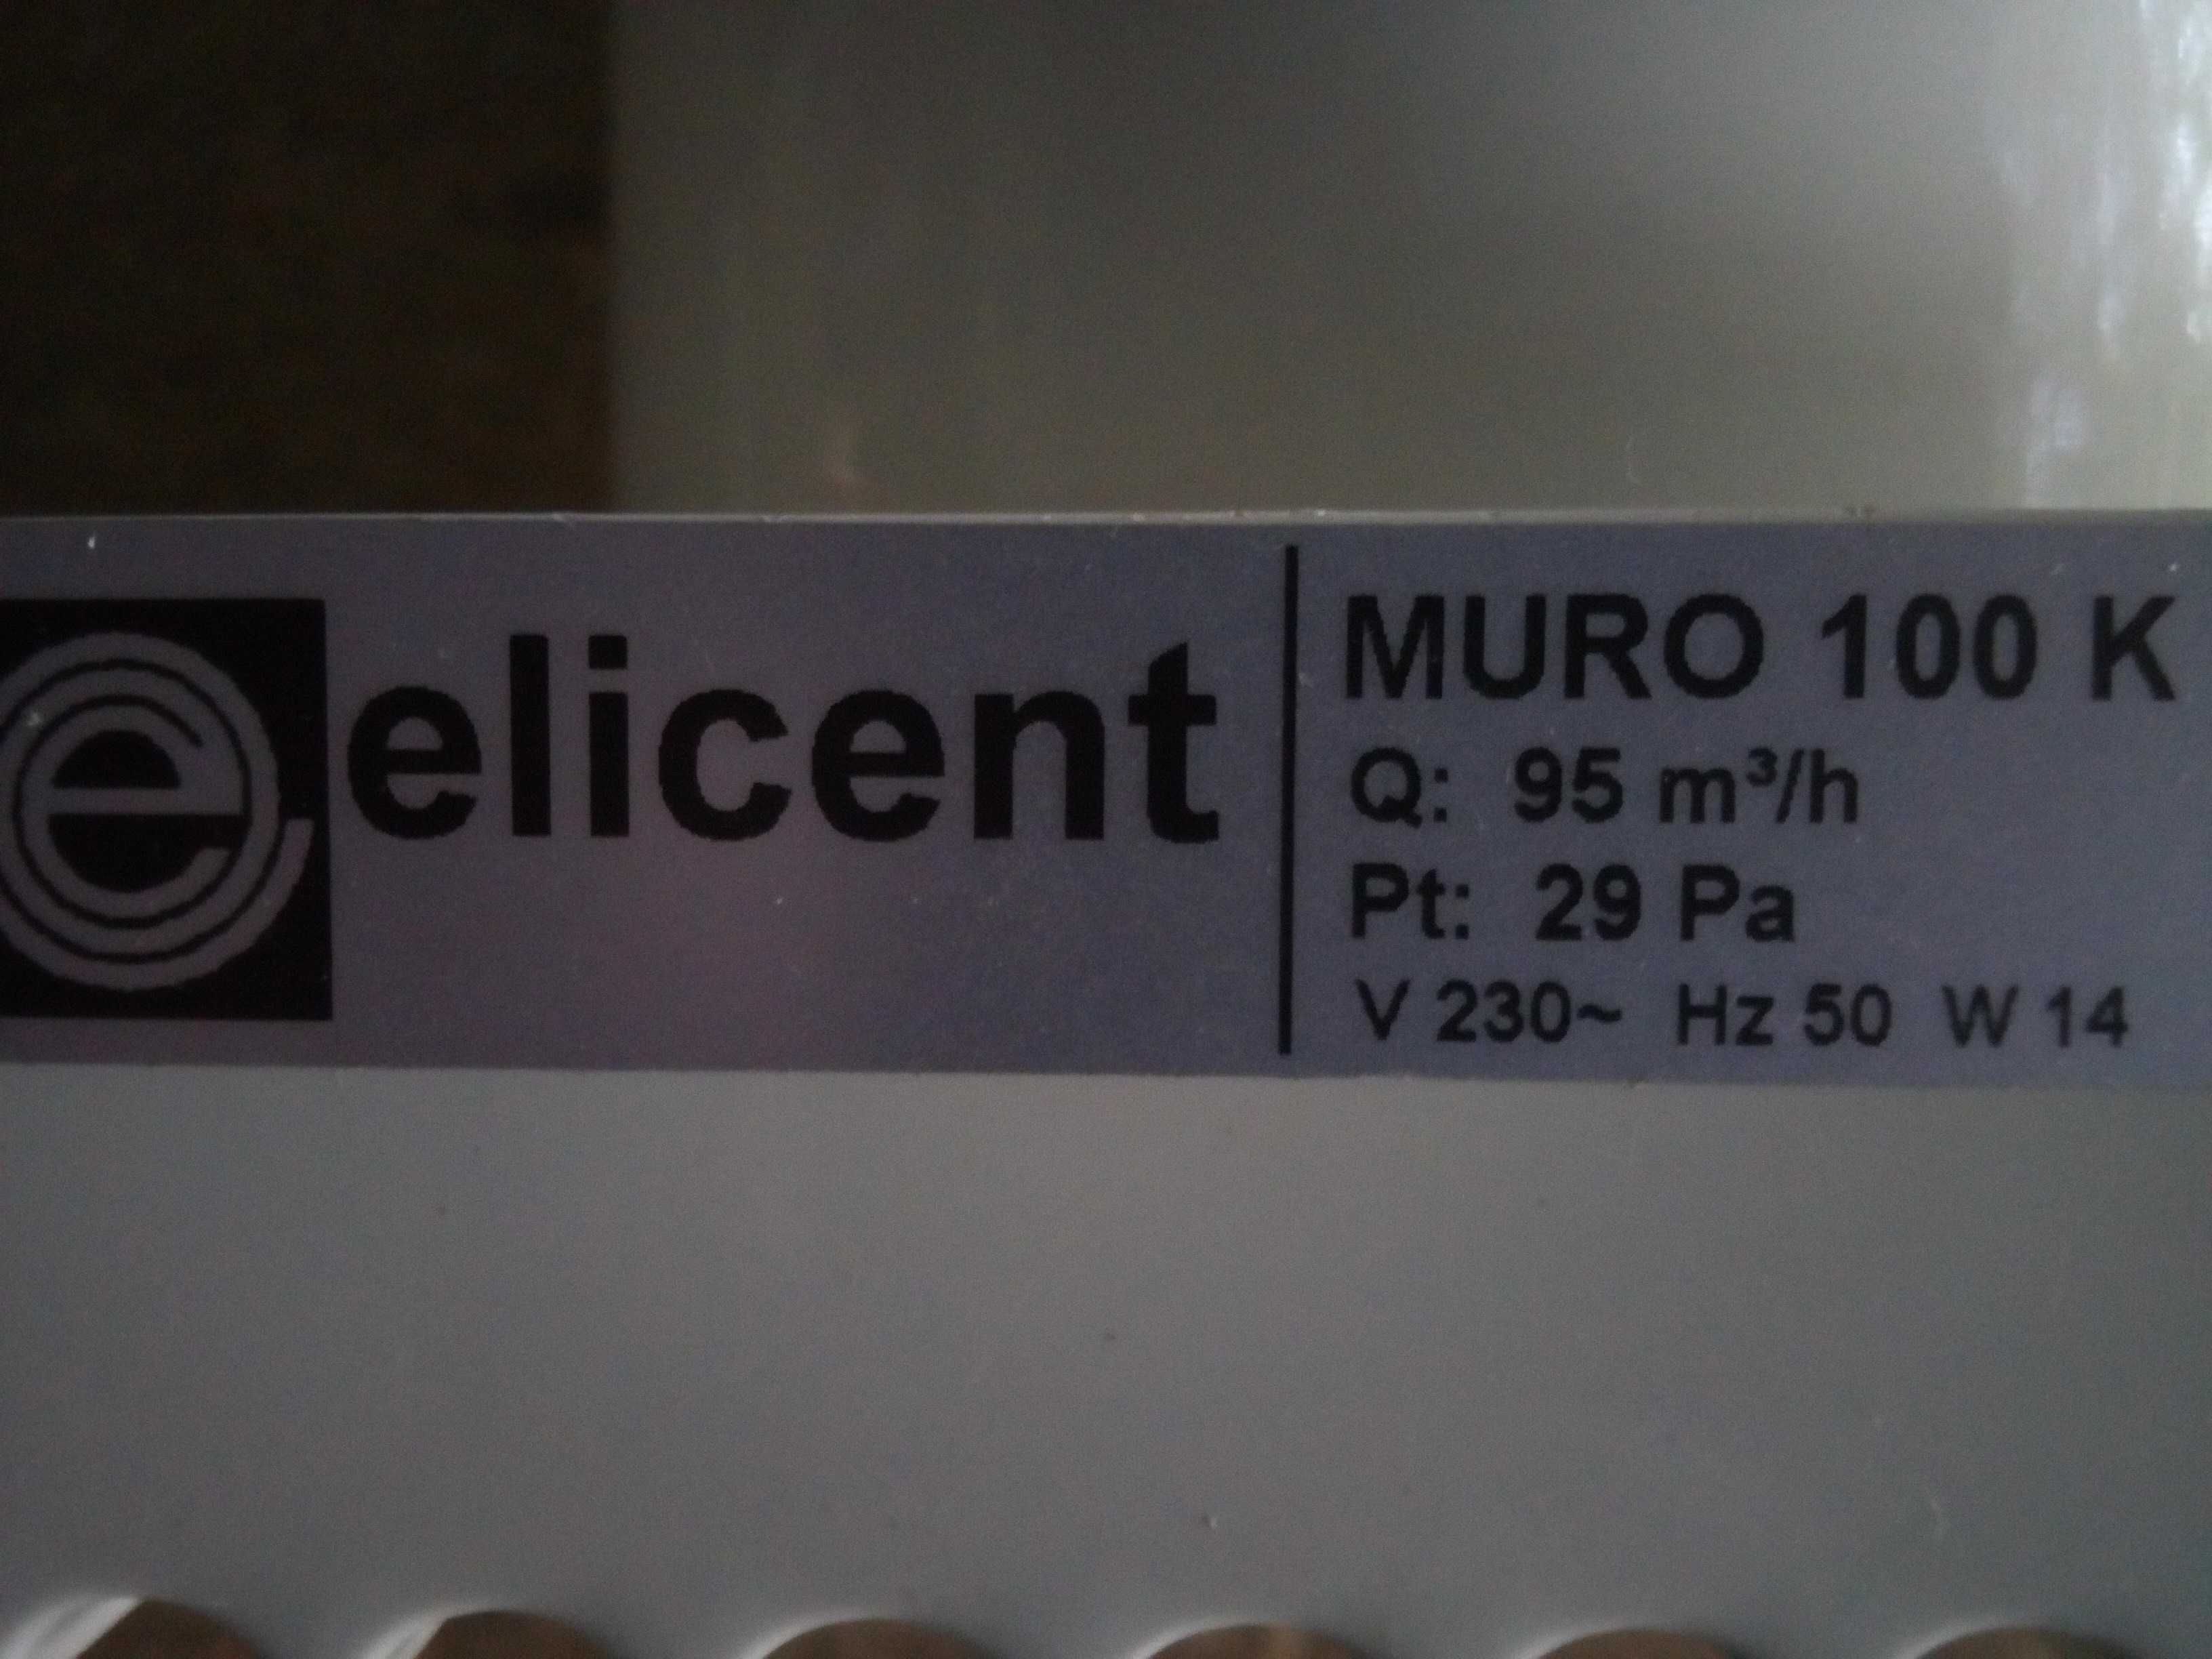 e elicent
MURO 100 K
Q: 95 m³/h
Pt: 29 Pa
V 230~ Hz 50 W 14